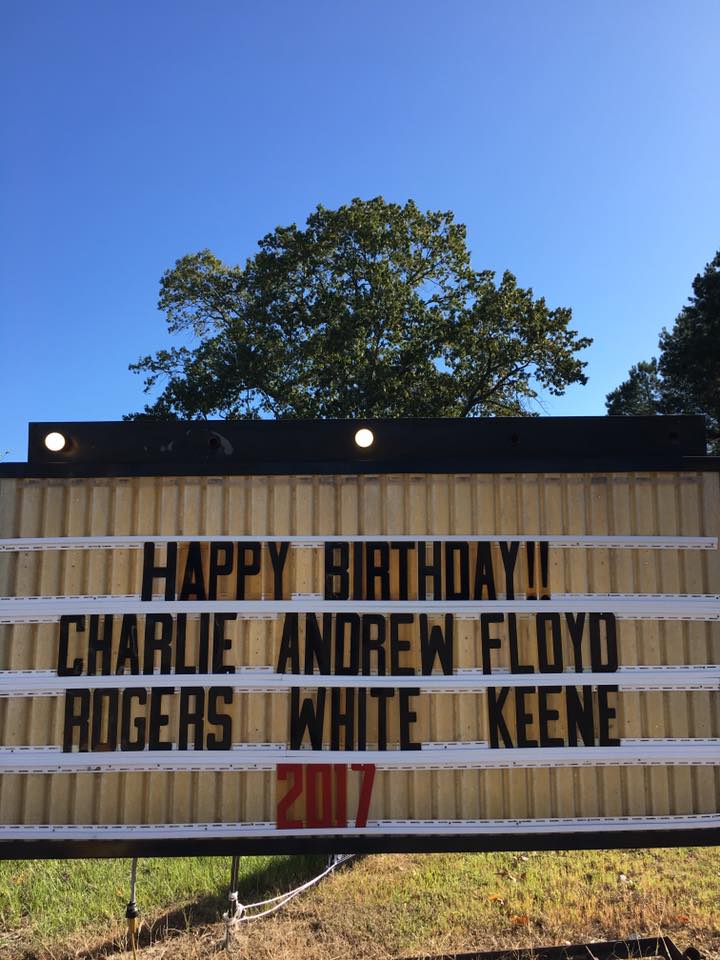 HAPPY BIRTHDAY!!
CHARLIE ANDREW FLOYD
ROGERS WHITE KEENE
2017